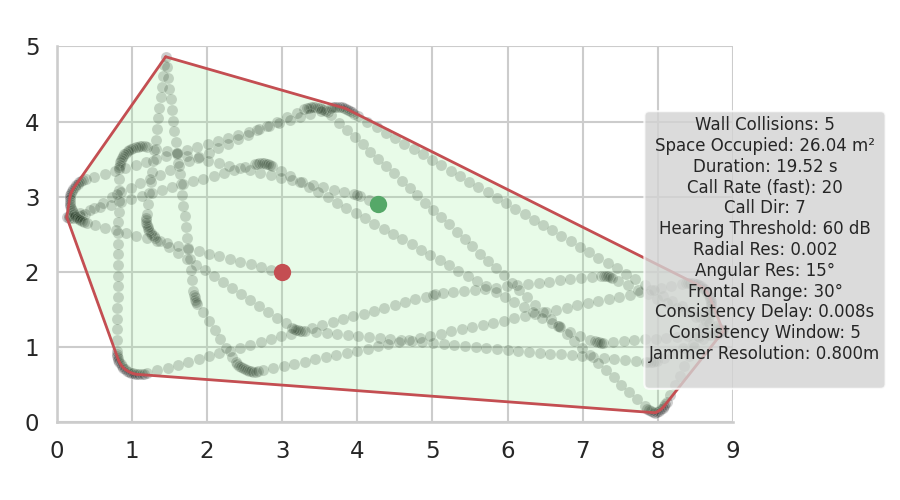 5
4
3
2
1
0
0 1 2 3 4 5 6 7 8 9
Wall Collisions: 5
Space Occupied: 26.04 m²
Duration: 19.52 s
Call Rate (fast): 20
Call Dir: 7
Hearing Threshold: 60 dB
Radial Res: 0.002
Angular Res: 15°
Frontal Range: 30°
Consistency Delay: 0.008s
Consistency Window: 5
Jammer Resolution: 0.800m